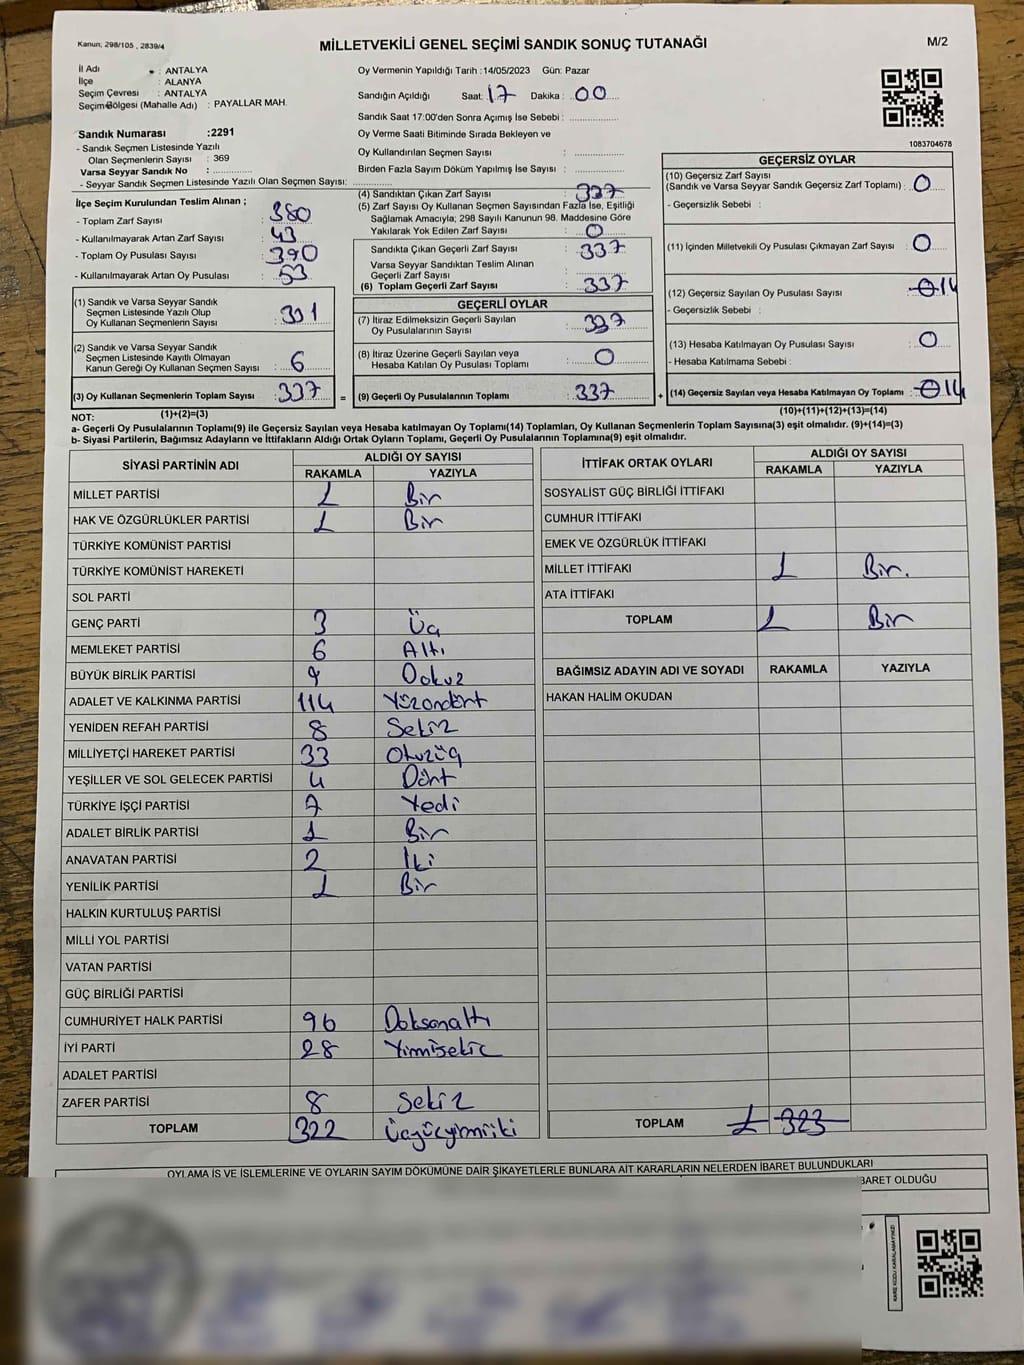 Kanun; 298/105 , 2839/4
MİLLETVEKİLİ GENEL SEÇİMİ SANDIK SONUÇ TUTANAĞI
M/2
İl Adı : ANTALYA
İlçe : ALANYA
Seçim Çevresi : ANTALYA
Seçim Bölgesi (Mahalle Adı) : PAYALLAR MAH.
Sandık Numarası :2291
- Sandık Seçmen Listesinde Yazılı
Olan Seçmenlerin Sayısı : 369
Varsa Seyyar Sandık No :
- Seyyar Sandık Seçmen Listesinde Yazılı Olan Seçmen Sayısı:
Oy Vermenin Yapıldığı Tarih :14/05/2023 Gün: Pazar
Sandığın Açıldığı Saat: 17 Dakika : 00
Sandık Saat 17:00'den Sonra Açımış İse Sebebi :
Oy Verme Saati Bitiminde Sırada Bekleyen ve
Oy Kullandırılan Seçmen Sayısı :
Birden Fazla Sayım Döküm Yapılmış İse Sayısı :
1083704678
İlçe Seçim Kurulundan Teslim Alınan ;
- Toplam Zarf Sayısı : 380
- Kullanılmayarak Artan Zarf Sayısı : 43
- Toplam Oy Pusulası Sayısı : 390
- Kullanılmayarak Artan Oy Pusulası : 53
(1) Sandık ve Varsa Seyyar Sandık
Seçmen Listesinde Yazılı Olup
Oy Kullanan Seçmenlerin Sayısı : 331
(2) Sandık ve Varsa Seyyar Sandık
Seçmen Listesinde Kayıtlı Olmayan
Kanun Gereği Oy Kullanan Seçmen Sayısı : 6
(3) Oy Kullanan Seçmenlerin Toplam Sayısı : 337
(4) Sandıktan Çıkan Zarf Sayısı : 337
(5) Zarf Sayısı Oy Kullanan Seçmen Sayısından Fazla İse, Eşitliği
Sağlamak Amacıyla; 298 Sayılı Kanunun 98. Maddesine Göre
Yakılarak Yok Edilen Zarf Sayısı : 0
Sandıkta Çıkan Geçerli Zarf Sayısı : 337
Varsa Seyyar Sandıktan Teslim Alınan
Geçerli Zarf Sayısı
(6) Toplam Geçerli Zarf Sayısı : 337
GEÇERLİ OYLAR
(7) İtiraz Edilmeksizin Geçerli Sayılan
Oy Pusulalarının Sayısı : 337
(8) İtiraz Üzerine Geçerli Sayılan veya
Hesaba Katılan Oy Pusulası Toplamı : 0
= (9) Geçerli Oy Pusulalarının Toplamı : 337
GEÇERSİZ OYLAR
(10) Geçersiz Zarf Sayısı
(Sandık ve Varsa Seyyar Sandık Geçersiz Zarf Toplamı) : 0
- Geçersizlik Sebebi :
(11) İçinden Milletvekili Oy Pusulası Çıkmayan Zarf Sayısı : 0
(12) Geçersiz Sayılan Oy Pusulası Sayısı : 0 14
- Geçersizlik Sebebi :
(13) Hesaba Katılmayan Oy Pusulası Sayısı : 0
- Hesaba Katılmama Sebebi :
+ (14) Geçersiz Sayılan veya Hesaba Katılmayan Oy Toplamı : 0 14
NOT: (1)+(2)=(3)
(10)+(11)+(12)+(13)=(14)
a- Geçerli Oy Pusulalarının Toplamı(9) ile Geçersiz Sayılan veya Hesaba katılmayan Oy Toplamı(14) Toplamları, Oy Kullanan Seçmenlerin Toplam Sayısına(3) eşit olmalıdır. (9)+(14)=(3)
b- Siyasi Partilerin, Bağımsız Adayların ve İttifakların Aldığı Ortak Oyların Toplamı, Geçerli Oy Pusulalarının Toplamına(9) eşit olmalıdır.
SİYASİ PARTİNİN ADI ALDIĞI OY SAYISI
RAKAMLA YAZIYLA
MİLLET PARTİSİ 1 Bir
HAK VE ÖZGÜRLÜKLER PARTİSİ 1 Bir
TÜRKİYE KOMÜNİST PARTİSİ
TÜRKİYE KOMÜNİST HAREKETİ
SOL PARTİ
GENÇ PARTİ 3 Üç
MEMLEKET PARTİSİ 6 Altı
BÜYÜK BİRLİK PARTİSİ 9 Dokuz
ADALET VE KALKINMA PARTİSİ 114 Yüzondört
YENİDEN REFAH PARTİSİ 8 Sekiz
MİLLİYETÇİ HAREKET PARTİSİ 33 Otuzüç
YEŞİLLER VE SOL GELECEK PARTİSİ 4 Dört
TÜRKİYE İŞÇİ PARTİSİ 7 Yedi
ADALET BİRLİK PARTİSİ 1 Bir
ANAVATAN PARTİSİ 2 İki
YENİLİK PARTİSİ 1 Bir
HALKIN KURTULUŞ PARTİSİ
MİLLİ YOL PARTİSİ
VATAN PARTİSİ
GÜÇ BİRLİĞİ PARTİSİ
CUMHURİYET HALK PARTİSİ 96 Doksanaltı
İYİ PARTİ 28 Yirmisekiz
ADALET PARTİSİ
ZAFER PARTİSİ 8 Sekiz
TOPLAM 322 Üçyüzyirmiiki
İTTİFAK ORTAK OYLARI ALDIĞI OY SAYISI
RAKAMLA YAZIYLA
SOSYALİST GÜÇ BİRLİĞİ İTTİFAKI
CUMHUR İTTİFAKI
EMEK VE ÖZGÜRLÜK İTTİFAKI
MİLLET İTTİFAKI 1 Bir.
ATA İTTİFAKI
TOPLAM 1 Bir
BAĞIMSIZ ADAYIN ADI VE SOYADI RAKAMLA YAZIYLA
HAKAN HALİM OKUDAN
TOPLAM 1 323
OYLAMA İŞ VE İŞLEMLERİNE VE OYLARIN SAYIM DÖKÜMÜNE DAİR ŞİKAYETLERLE BUNLARA AİT KARARLARIN NELERDEN İBARET BULUNDUKLARI
BARET OLDUĞU
KARE KODU KARALAMAYINIZ!